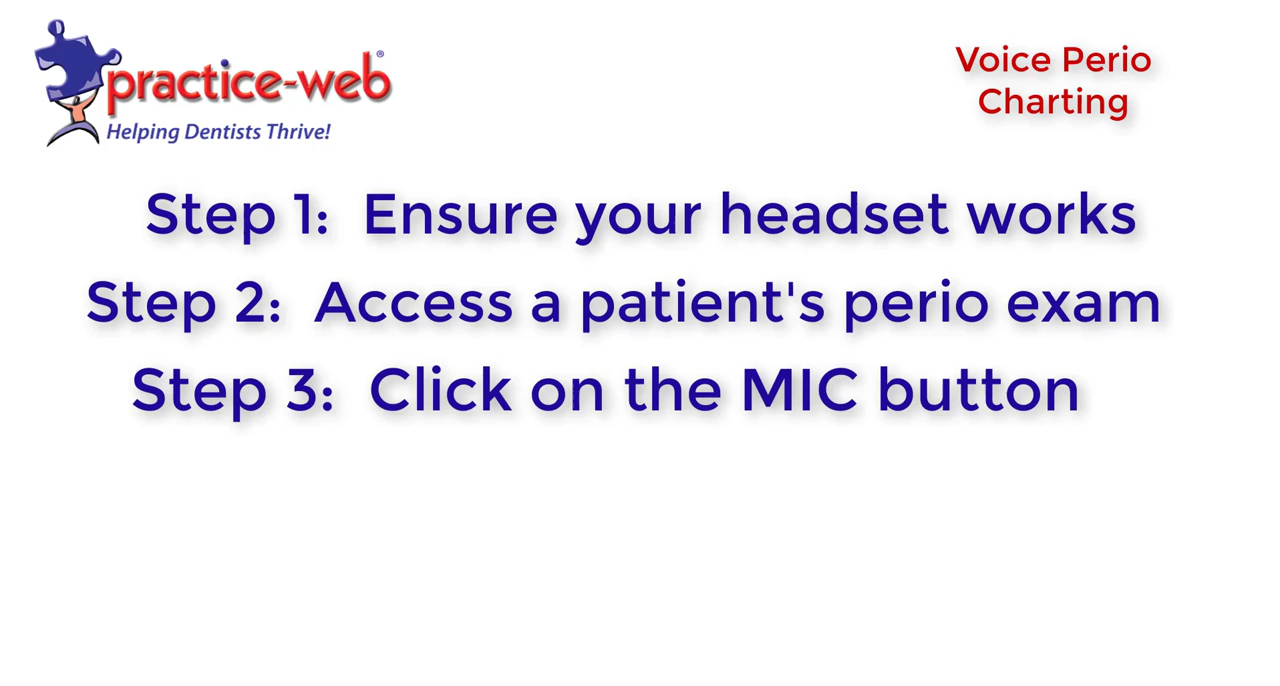 practice-web®
Helping Dentists Thrive!
Voice Perio
Charting
Step 1: Ensure your headset works
Step 2: Access a patient's perio exam
Step 3: Click on the MIC button